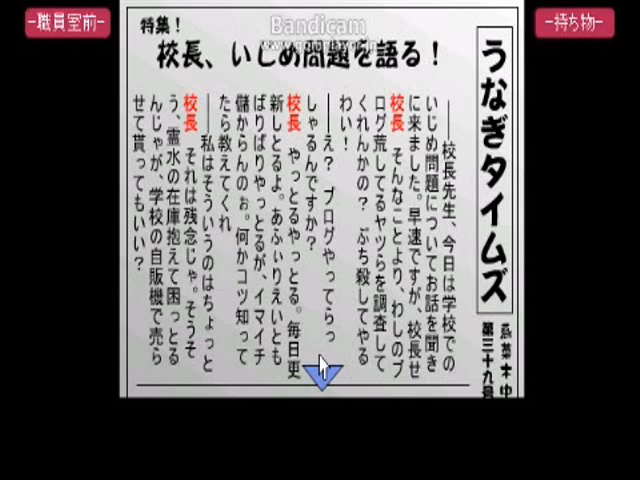 -職員室前-
-持ち物-
Bandicam
うなぎタイムズ
第三十九号
特集！
校長、いじめ問題を語る！
――校長先生、今日は学校での
いじめ問題についてお話を聞き
に来ました。早速ですが、校長せ
校長　そんなことより、わしのブ
ログ荒してるヤツらを調査して
くれんかの？　ぶち殺してやる
わい！
――え？　ブログやってらっ
しゃるんですか？
校長　やっとるやっとる。毎日更
新しとるよ。あふぃりえいとも
ばりばりやっとるが、イマイチ
儲からんのぉ。何かコツ知って
たら教えてくれ
――私はそういうのはちょっと
校長　それは残念じゃ。そうそ
う、霊水の在庫抱えて困っとる
んじゃが、学校の自販機で売ら
せて貰ってもいい？